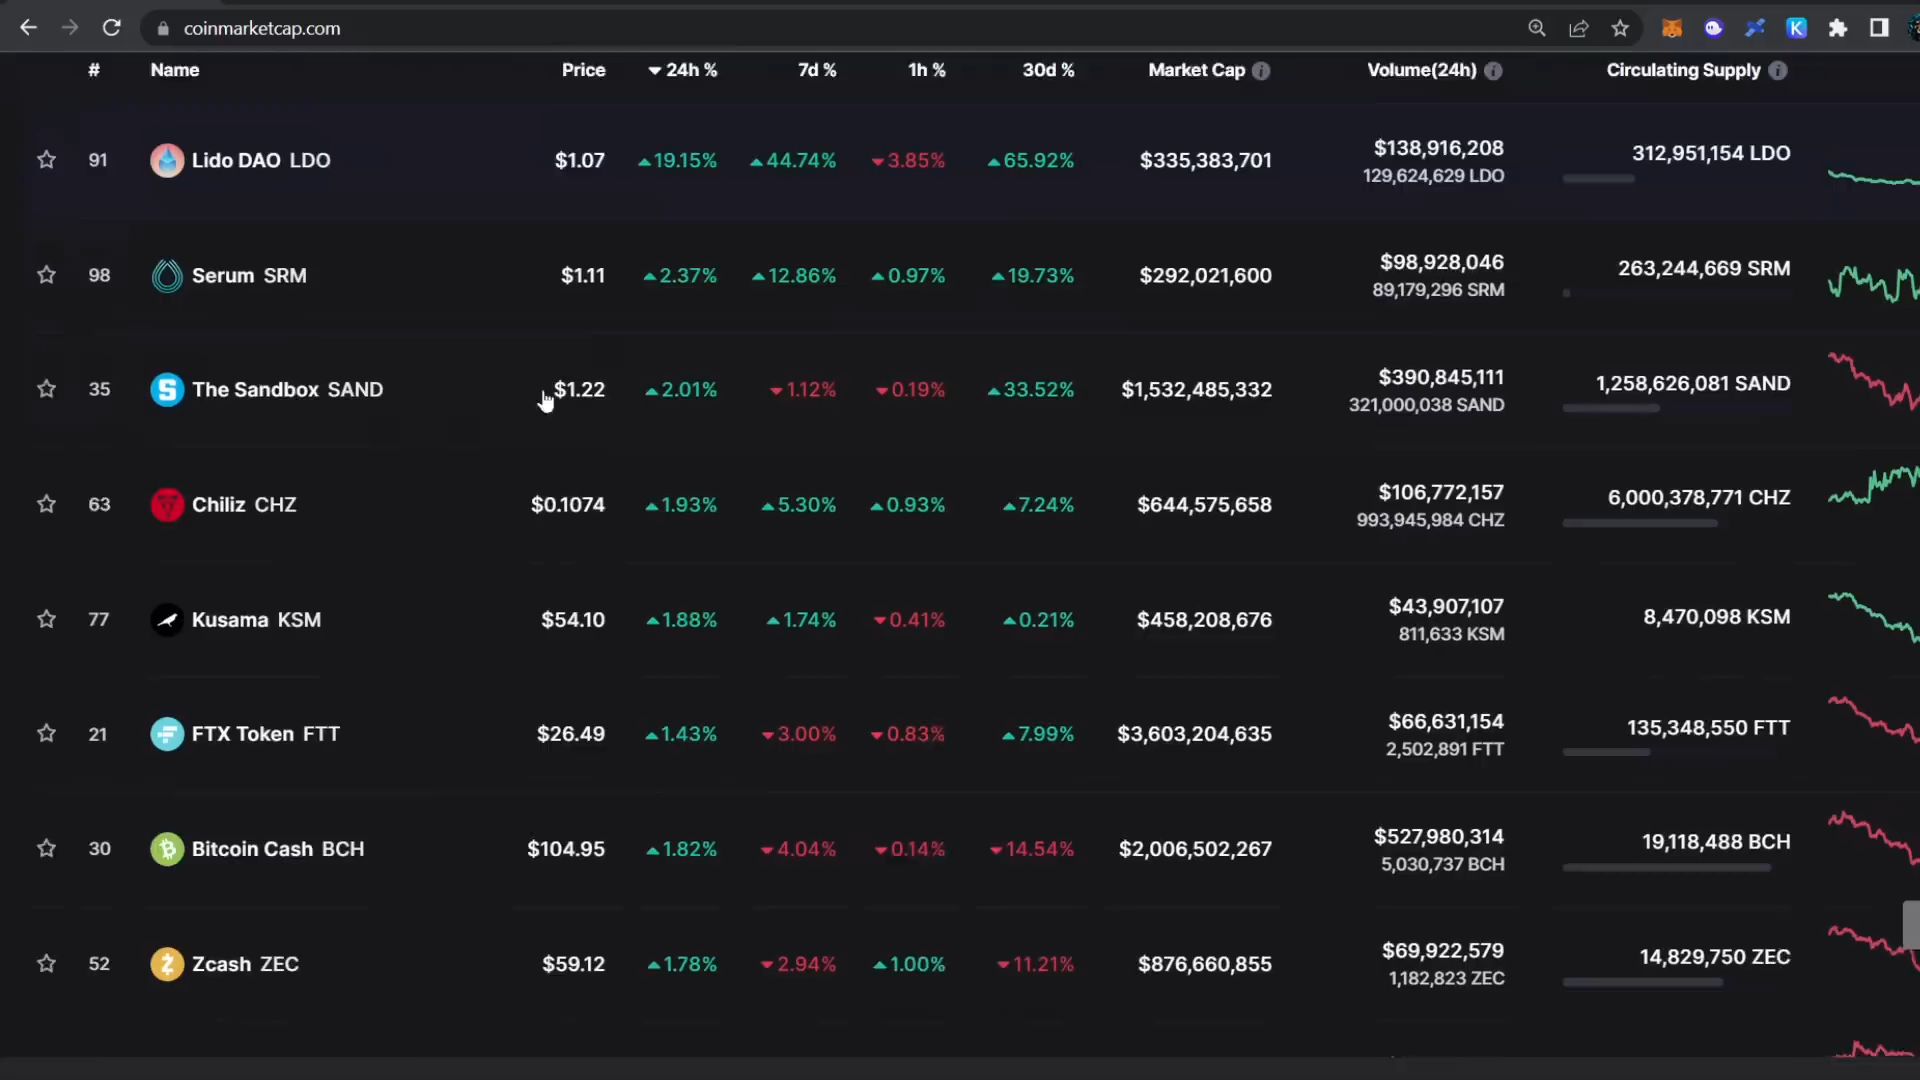 coinmarketcap.com
K
# Name Price 24h % 7d % 1h % 30d % Market Cap Volume(24h) Circulating Supply
91 Lido DAO LDO $1.07 19.15% 44.74% 3.85% 65.92% $335,383,701 $138,916,208 312,951,154 LDO
129,624,629 LDO
98 Serum SRM $1.11 2.37% 12.86% 0.97% 19.73% $292,021,600 $98,928,046 263,244,669 SRM
89,179,296 SRM
35 The Sandbox SAND $1.22 2.01% 1.12% 0.19% 33.52% $1,532,485,332 $390,845,111 1,258,626,081 SAND
321,000,038 SAND
63 Chiliz CHZ $0.1074 1.93% 5.30% 0.93% 7.24% $644,575,658 $106,772,157 6,000,378,771 CHZ
993,945,984 CHZ
77 Kusama KSM $54.10 1.88% 1.74% 0.41% 0.21% $458,208,676 $43,907,107 8,470,098 KSM
811,633 KSM
21 FTX Token FTT $26.49 1.43% 3.00% 0.83% 7.99% $3,603,204,635 $66,631,154 135,348,550 FTT
2,502,891 FTT
30 Bitcoin Cash BCH $104.95 1.82% 4.04% 0.14% 14.54% $2,006,502,267 $527,980,314 19,118,488 BCH
5,030,737 BCH
52 Zcash ZEC $59.12 1.78% 2.94% 1.00% 11.21% $876,660,855 $69,922,579 14,829,750 ZEC
1,182,823 ZEC